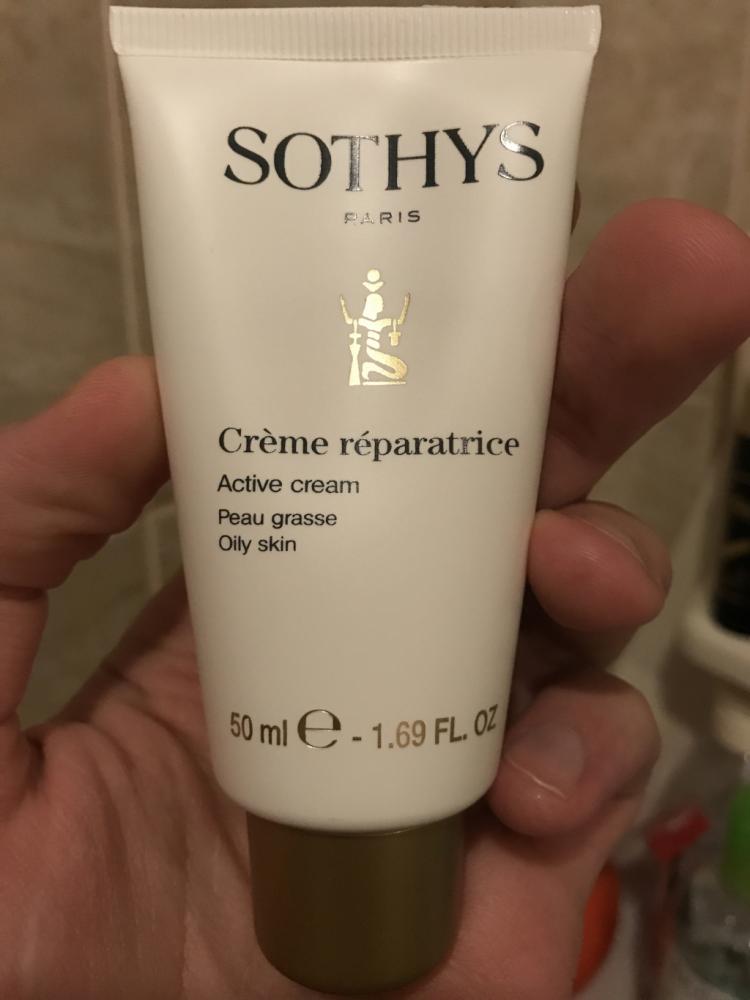 SOTHYS
PARIS
Crème réparatrice
Active cream
Peau grasse
Oily skin
50 ml ℮ - 1.69 FL. OZ